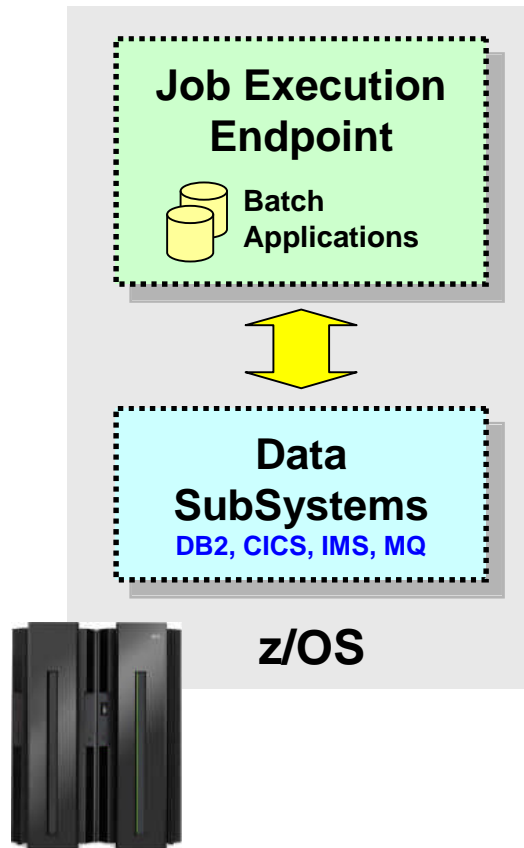 Job Execution
Endpoint
Batch
Applications
Data
SubSystems
DB2, CICS, IMS, MQ
z/OS